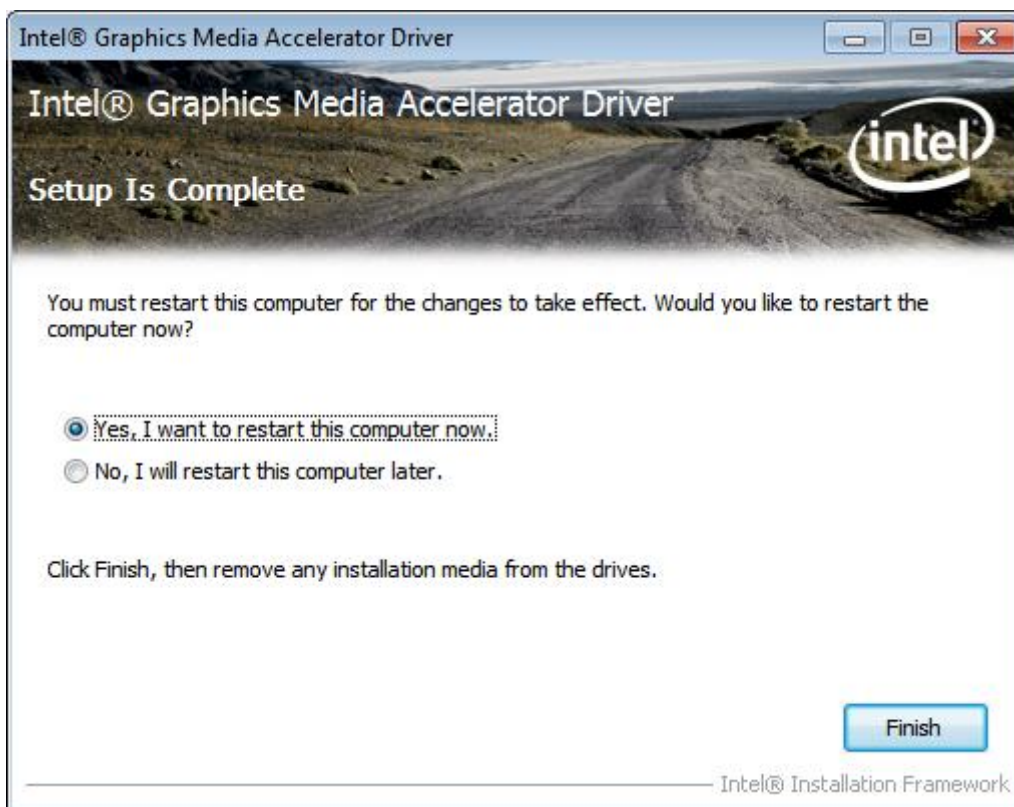 Intel® Graphics Media Accelerator Driver
Intel® Graphics Media Accelerator Driver
intel®
Setup Is Complete
You must restart this computer for the changes to take effect. Would you like to restart the
computer now?
Yes, I want to restart this computer now.
No, I will restart this computer later.
Click Finish, then remove any installation media from the drives.
Finish
Intel® Installation Framework